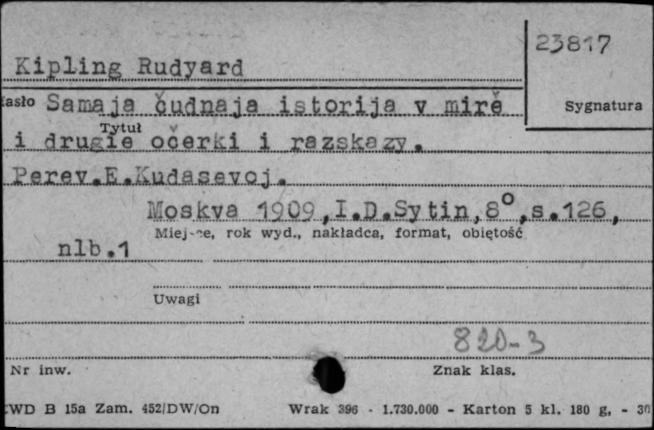 23817
Kipling Rudyard
Hasło Samaja čudnaja istorija v mirě
Sygnatura
Tytuł
i drugie očerki i razskazy.
Perev.E.Kudasevoj.
Moskva 1909,I.D.Sytin,8°,s.126,
Miejsce, rok wyd., nakładca, format, objętość
nlb.1
Uwagi
820-3
Nr inw.
Znak klas.
WD B 15a Zam. 452/DW/On Wrak 396 - 1.730.000 - Karton 5 kl. 180 g, - 30